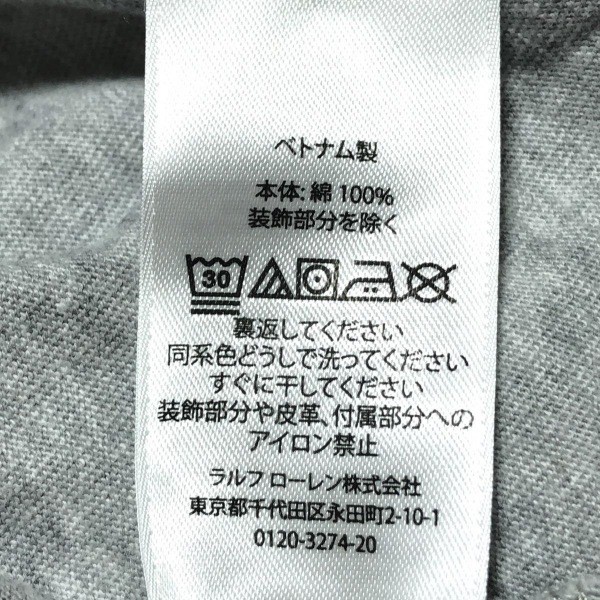 ベトナム製
本体: 綿 100%
装飾部分を除く
30
裏返してください
同系色どうしで洗ってください
すぐに干してください
装飾部分や皮革、付属部分への
アイロン禁止
ラルフ ローレン株式会社
東京都千代田区永田町2-10-1
0120-3274-20